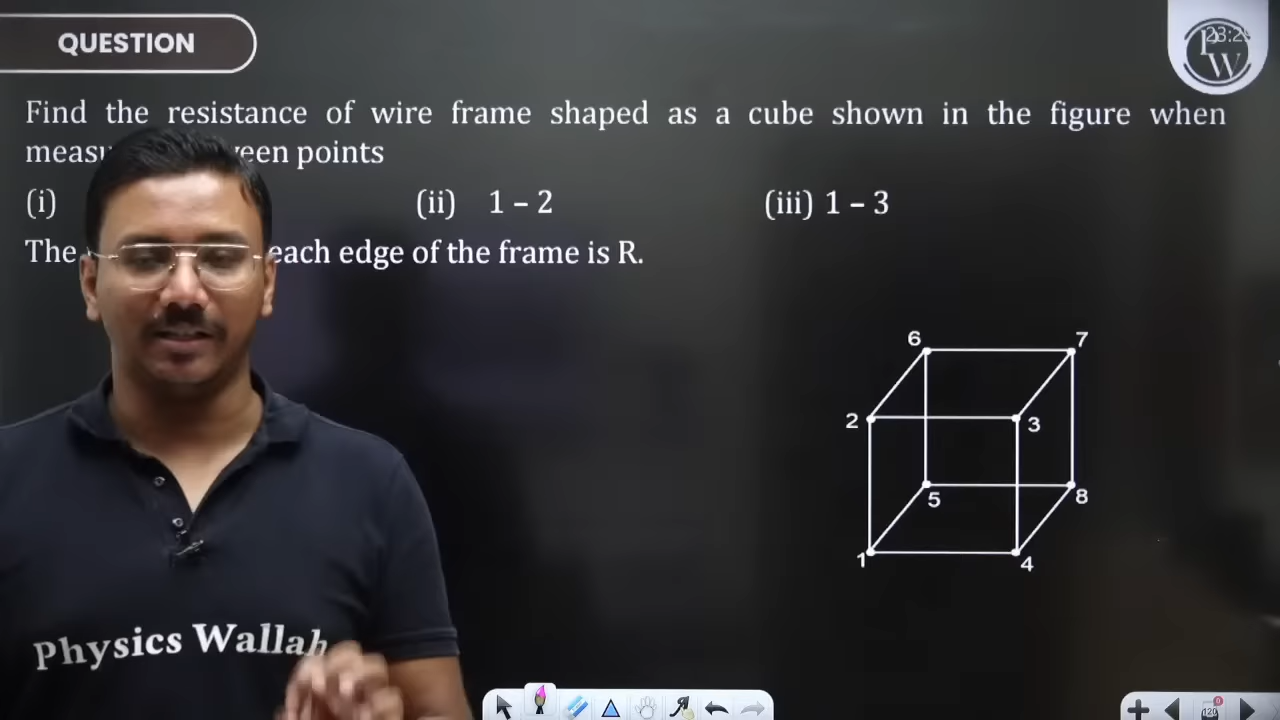 QUESTION
Find the resistance of wire frame shaped as a cube shown in the figure when
points
(i) (ii) 1 – 2 (iii) 1 – 3
The each edge of the frame is R.
6 7
2 3
5 8
1 4
Physics Wallah
PW
120